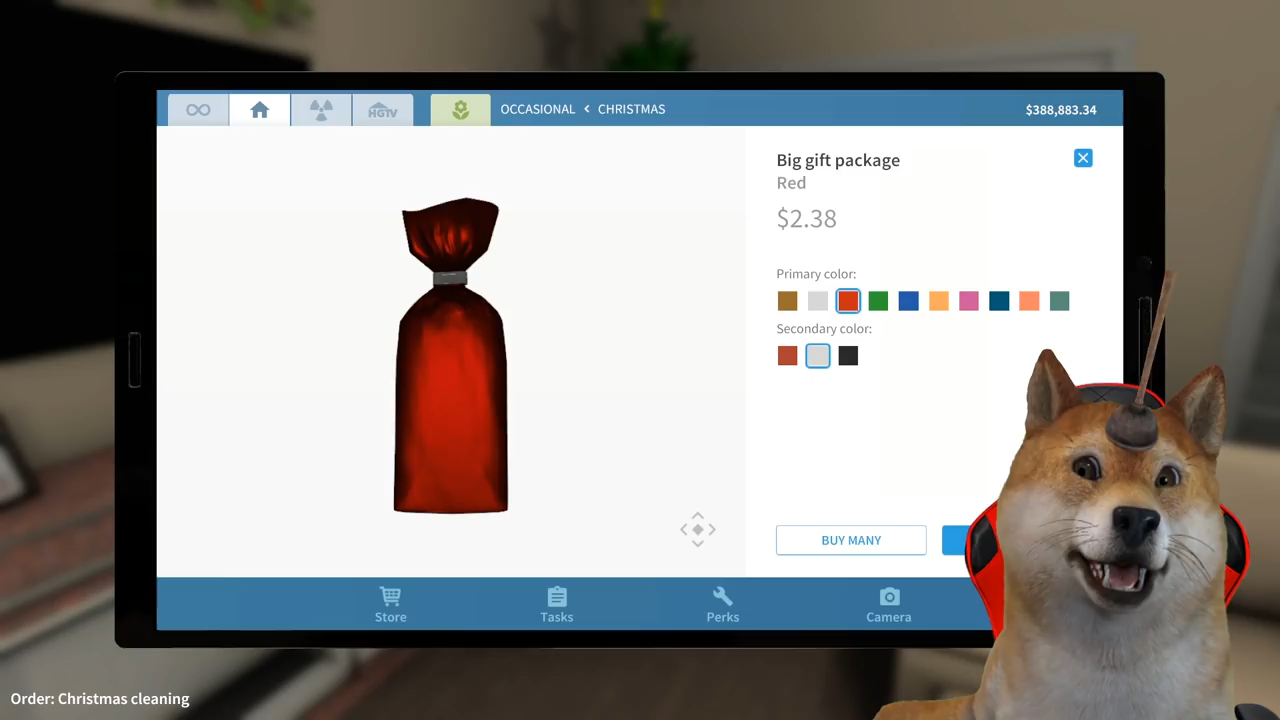 HGTV
OCCASIONAL < CHRISTMAS
$388,883.34
Big gift package
Red
$2.38
Primary color:
Secondary color:
BUY MANY
Store
Tasks
Perks
Camera
Order: Christmas cleaning